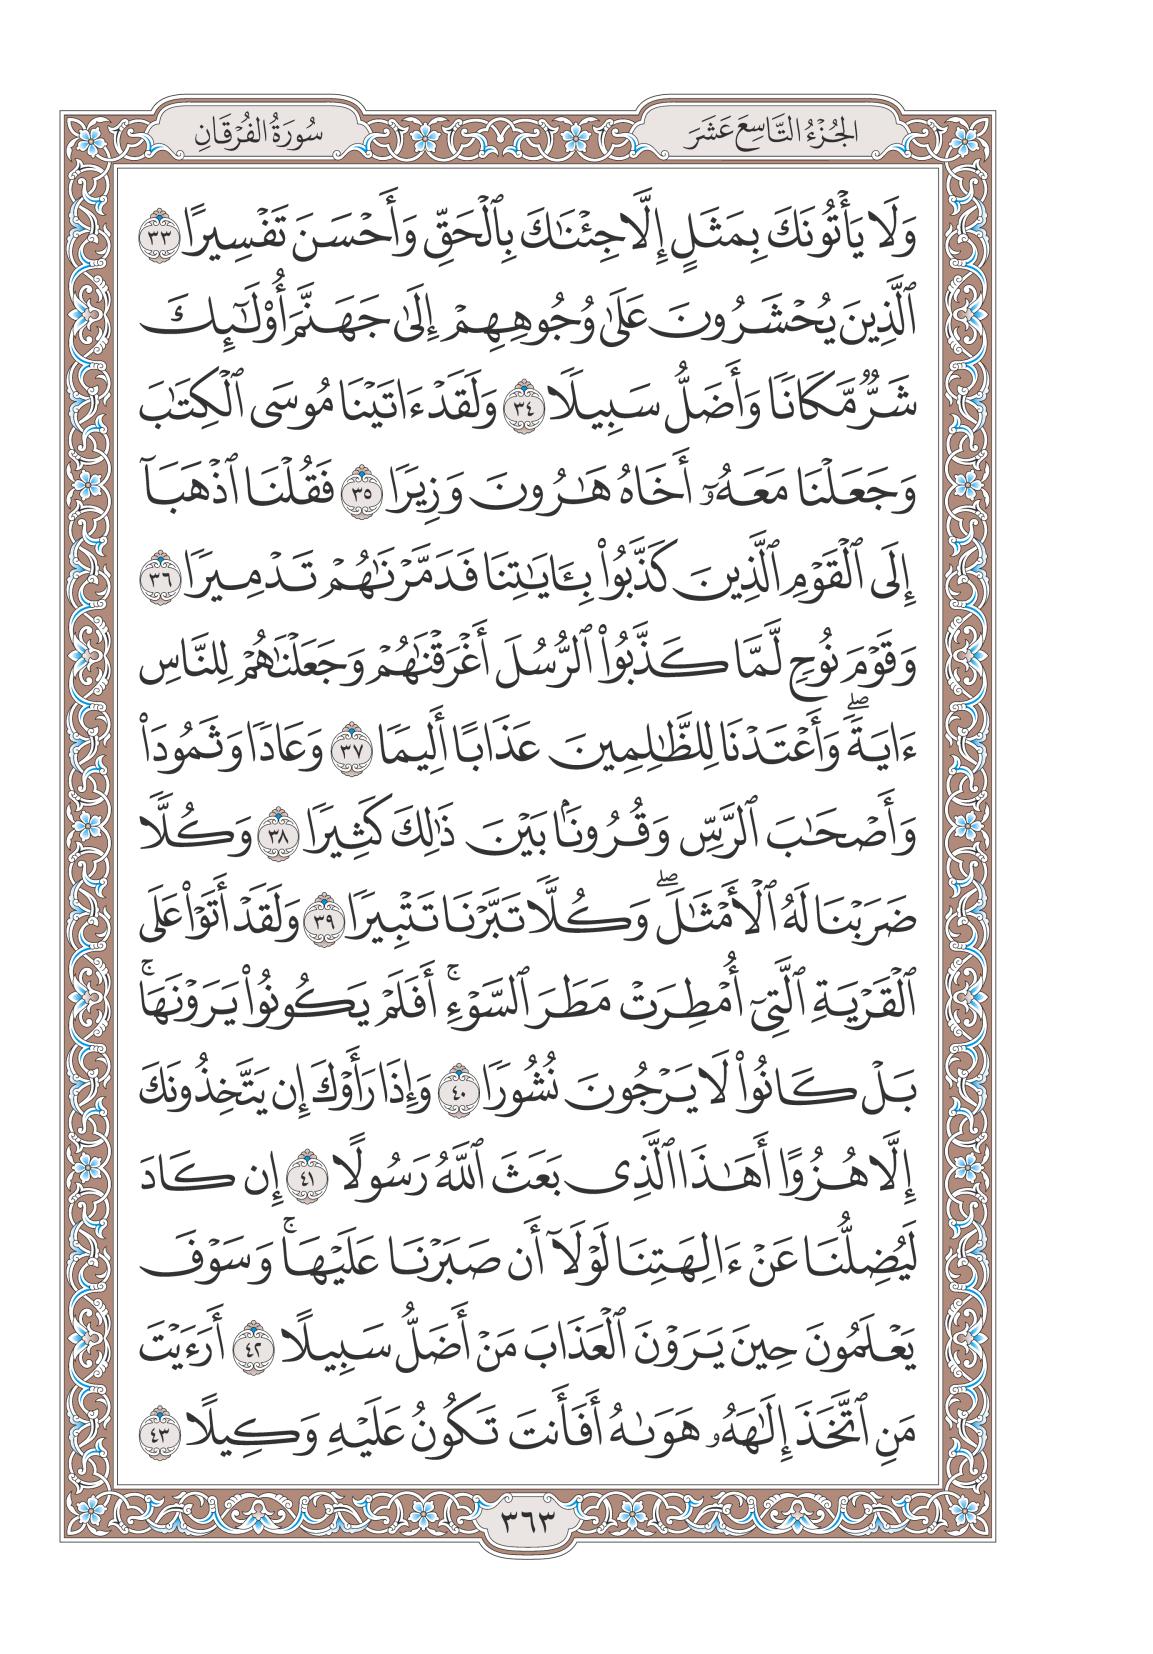 الجُزْءُ التَّاسِعَ عَشَرَ
سُورَةُ الفُرْقَانِ
وَلَا يَأْتُونَكَ بِمَثَلٍ إِلَّا جِئْنَٰكَ بِٱلْحَقِّ وَأَحْسَنَ تَفْسِيرًا ٣٣
ٱلَّذِينَ يُحْشَرُونَ عَلَىٰ وُجُوهِهِمْ إِلَىٰ جَهَنَّمَ أُوْلَٰٓئِكَ
شَرٌّ مَّكَانًا وَأَضَلُّ سَبِيلًا ٣٤ وَلَقَدْ ءَاتَيْنَا مُوسَى ٱلْكِتَٰبَ
وَجَعَلْنَا مَعَهُۥٓ أَخَاهُ هَٰرُونَ وَزِيرًا ٣٥ فَقُلْنَا ٱذْهَبَآ
إِلَى ٱلْقَوْمِ ٱلَّذِينَ كَذَّبُواْ بِـَٔايَٰتِنَا فَدَمَّرْنَٰهُمْ تَدْمِيرًا ٣٦
وَقَوْمَ نُوحٍ لَّمَّا كَذَّبُواْ ٱلرُّسُلَ أَغْرَقْنَٰهُمْ وَجَعَلْنَٰهُمْ لِلنَّاسِ
ءَايَةًۖ وَأَعْتَدْنَا لِلظَّٰلِمِينَ عَذَابًا أَلِيمًا ٣٧ وَعَادًا وَثَمُودَاْ
وَأَصْحَٰبَ ٱلرَّسِّ وَقُرُونَۢا بَيْنَ ذَٰلِكَ كَثِيرًا ٣٨ وَكُلًّا
ضَرَبْنَا لَهُ ٱلْأَمْثَٰلَۖ وَكُلًّا تَبَّرْنَا تَتْبِيرًا ٣٩ وَلَقَدْ أَتَوْاْ عَلَى
ٱلْقَرْيَةِ ٱلَّتِيٓ أُمْطِرَتْ مَطَرَ ٱلسَّوْءِۚ أَفَلَمْ يَكُونُواْ يَرَوْنَهَاۚ
بَلْ كَانُواْ لَا يَرْجُونَ نُشُورًا ٤٠ وَإِذَا رَأَوْكَ إِن يَتَّخِذُونَكَ
إِلَّا هُزُوًا أَهَٰذَا ٱلَّذِي بَعَثَ ٱللَّهُ رَسُولًا ٤١ إِن كَادَ
لَيُضِلُّنَا عَنْ ءَالِهَتِنَا لَوْلَآ أَن صَبَرْنَا عَلَيْهَاۚ وَسَوْفَ
يَعْلَمُونَ حِينَ يَرَوْنَ ٱلْعَذَابَ مَنْ أَضَلُّ سَبِيلًا ٤٢ أَرَءَيْتَ
مَنِ ٱتَّخَذَ إِلَٰهَهُۥ هَوَىٰهُ أَفَأَنتَ تَكُونُ عَلَيْهِ وَكِيلًا ٤٣
٣٦٣